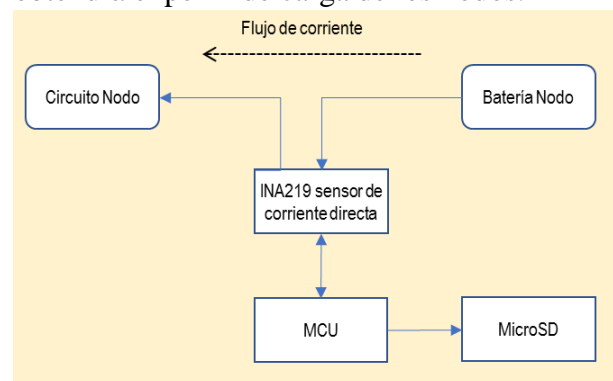 Flujo de corriente
Circuito Nodo
Batería Nodo
INA219 sensor de
corriente directa
MCU
MicroSD